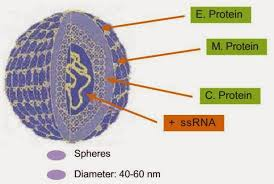 E. Protein
M. Protein
C. Protein
+ ssRNA
Spheres
Diameter: 40-60 nm